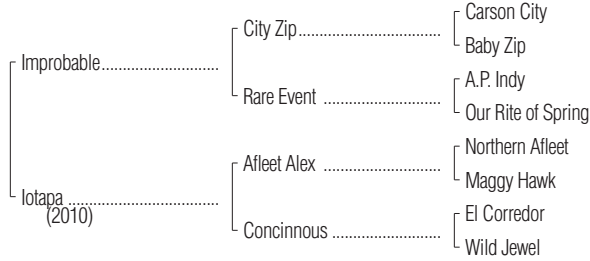 Carson City
City Zip..............................
Baby Zip
Improbable.........................
A.P. Indy
Rare Event .........................
Our Rite of Spring
Northern Afleet
Afleet Alex .........................
Maggy Hawk
Iotapa ................................
(2010)
El Corredor
Concinnous .......................
Wild Jewel